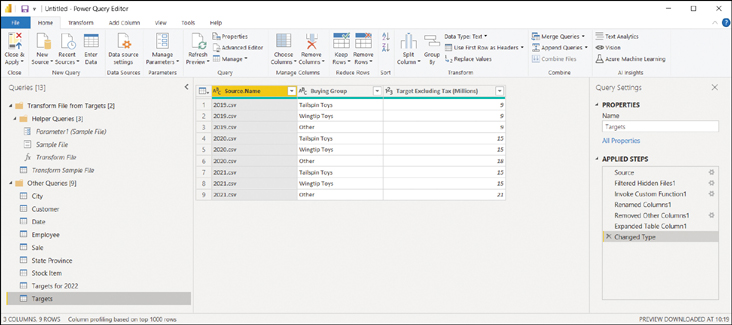 Untitled - Power Query Editor
File Home Transform Add Column View Tools Help
Close & Apply New Source Recent Sources Enter Data Data source settings Manage Parameters Refresh Preview Properties Advanced Editor Manage Choose Columns Remove Columns Keep Rows Remove Rows Split Column Group By Data Type: Text Use First Row as Headers Replace Values Merge Queries Append Queries Combine Files Text Analytics Vision Azure Machine Learning
Close New Query Data Sources Parameters Query Manage Columns Reduce Rows Sort Transform Combine AI Insights
Queries [13]
Transform File from Targets [2]
Helper Queries [3]
Parameter1 (Sample File)
Sample File
Transform File
Transform Sample File
Other Queries [9]
City
Customer
Date
Employee
Sale
State Province
Stock Item
Targets for 2022
Targets
Source.Name Buying Group Target Excluding Tax (Millions)
1 2019.csv Tailspin Toys 9
2 2019.csv Wingtip Toys 9
3 2019.csv Other 9
4 2020.csv Tailspin Toys 15
5 2020.csv Wingtip Toys 15
6 2020.csv Other 18
7 2021.csv Tailspin Toys 15
8 2021.csv Wingtip Toys 15
9 2021.csv Other 21
Query Settings
PROPERTIES
Name
Targets
All Properties
APPLIED STEPS
Source
Filtered Hidden Files1
Invoke Custom Function1
Renamed Columns1
Removed Other Columns1
Expanded Table Column1
Changed Type
3 COLUMNS, 9 ROWS Column profiling based on top 1000 rows PREVIEW DOWNLOADED AT 10:19